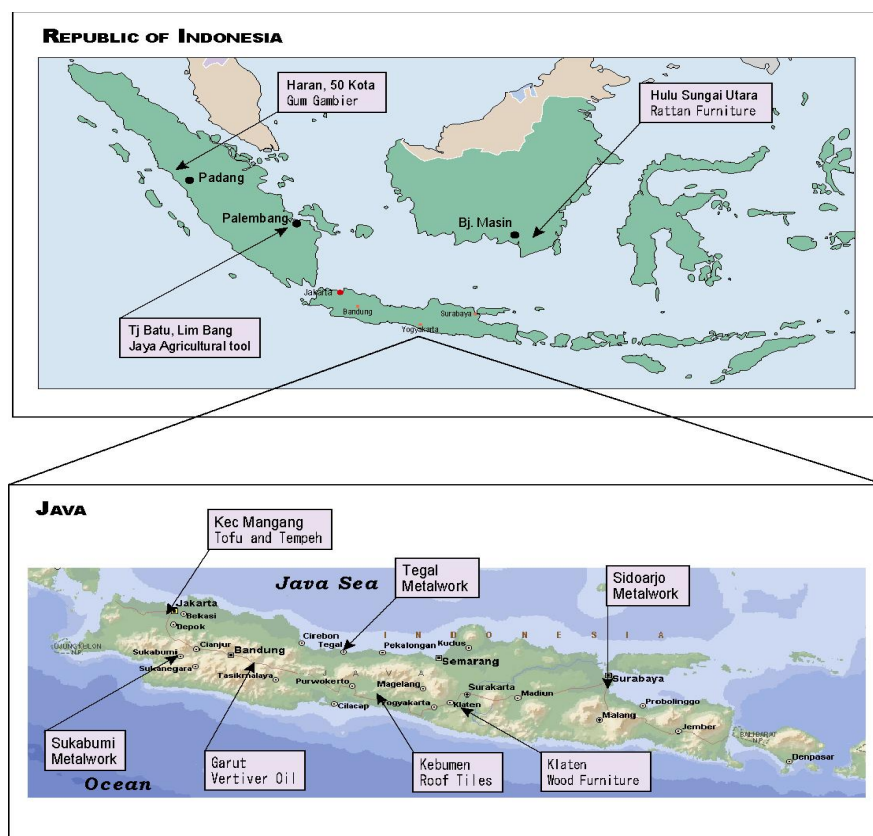 REPUBLIC OF INDONESIA
Haran, 50 Kota
Gum Gambier
Hulu Sungai Utara
Rattan Furniture
Padang
Palembang
Bj. Masin
Jakarta
Bandung
Surabaya
Yogyakarta
Tj Batu, Lim Bang
Jaya Agricultural tool
JAVA
Kec Mangang
Tofu and Tempeh
Tegal
Metalwork
Sidoarjo
Metalwork
Java Sea
Jakarta
Bekasi
Depok
INDONESIA
Cirebon
Tegal
Pekalongan
Kudus
Cianjur
Bandung
Sukabumi
Sukanegara
Semarang
Tasikmalaya
Purwokerto
JAVA
Magelang
Surakarta
Madiun
Surabaya
Probolinggo
Cilacap
Yogyakarta
Klaten
Malang
Jember
Denpasar
Sukabumi
Metalwork
Garut
Vertiver Oil
Kebumen
Roof Tiles
Klaten
Wood Furniture
Ocean